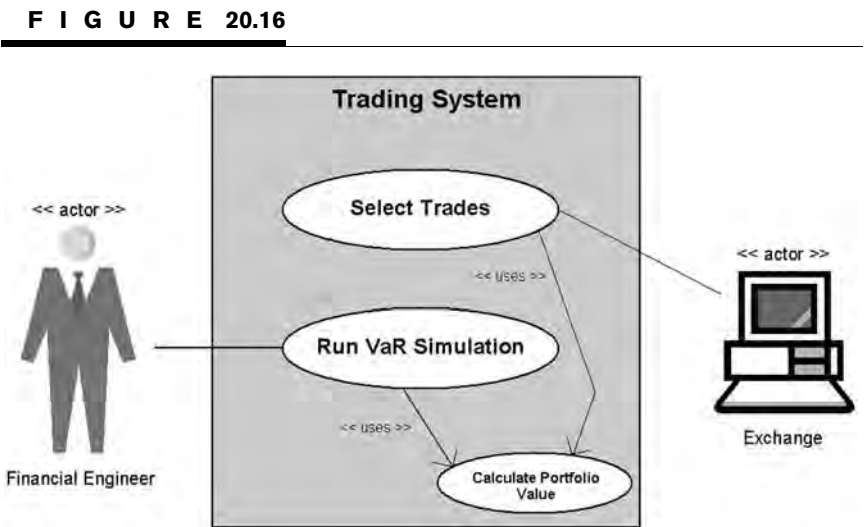 FIGURE 20.16
Trading System
<< actor >>
Select Trades
<< actor >>
<< uses >>
Run VaR Simulation
<< uses >>
Exchange
Financial Engineer
Calculate Portfolio
Value